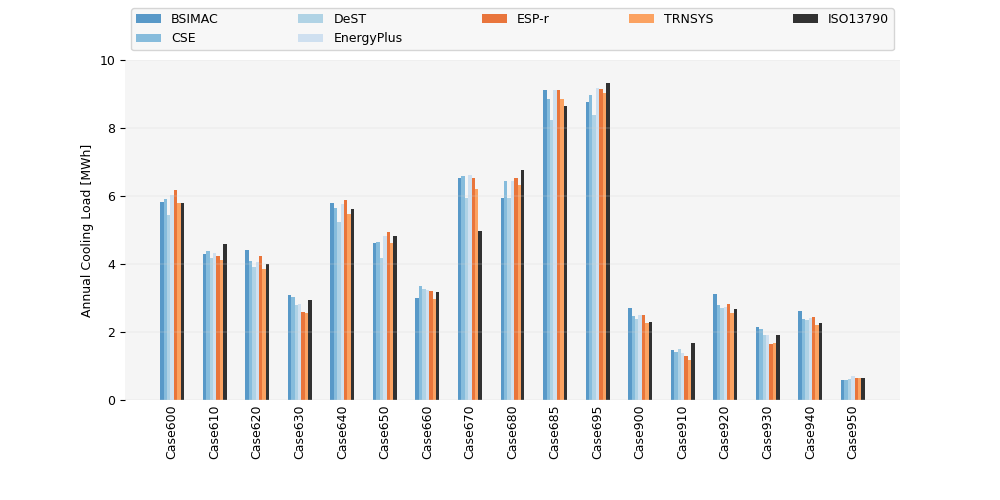 BSIMAC DeST ESP-r TRNSYS ISO13790
CSE EnergyPlus
10
8
6
4
2
0
Annual Cooling Load [MWh]
Case600 Case610 Case620 Case630 Case640 Case650 Case660 Case670 Case680 Case685 Case695 Case900 Case910 Case920 Case930 Case940 Case950